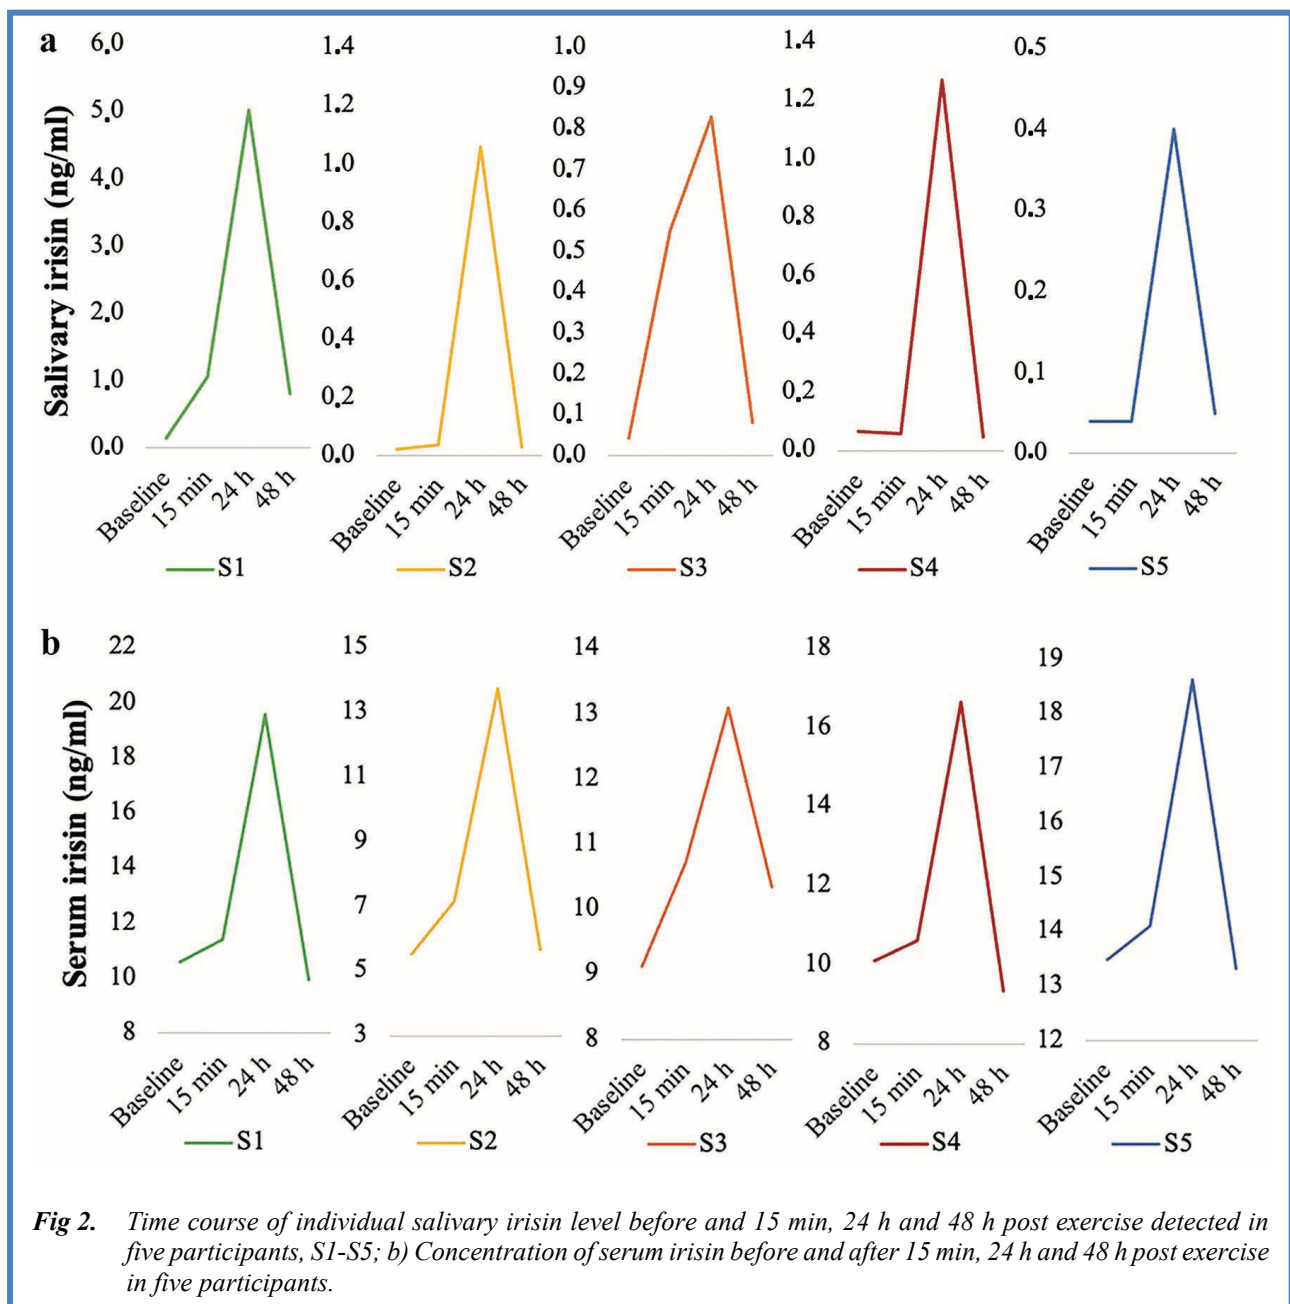 a
Salivary irisin (ng/ml)
6.0
5.0
4.0
3.0
2.0
1.0
0.0
Baseline
15 min
24 h
48 h
S1
1.4
1.2
1.0
0.8
0.6
0.4
0.2
0.0
Baseline
15 min
24 h
48 h
S2
1.0
0.9
0.8
0.7
0.6
0.5
0.4
0.3
0.2
0.1
0.0
Baseline
15 min
24 h
48 h
S3
1.4
1.2
1.0
0.8
0.6
0.4
0.2
0.0
Baseline
15 min
24 h
48 h
S4
0.5
0.4
0.3
0.2
0.1
0.0
Baseline
15 min
24 h
48 h
S5
b
Serum irisin (ng/ml)
22
20
18
16
14
12
10
8
Baseline
15 min
24 h
48 h
S1
15
13
11
9
7
5
3
Baseline
15 min
24 h
48 h
S2
14
13
12
11
10
9
8
Baseline
15 min
24 h
48 h
S3
18
16
14
12
10
8
Baseline
15 min
24 h
48 h
S4
19
18
17
16
15
14
13
12
Baseline
15 min
24 h
48 h
S5
Fig 2. Time course of individual salivary irisin level before and 15 min, 24 h and 48 h post exercise detected in
five participants, S1-S5; b) Concentration of serum irisin before and after 15 min, 24 h and 48 h post exercise
in five participants.